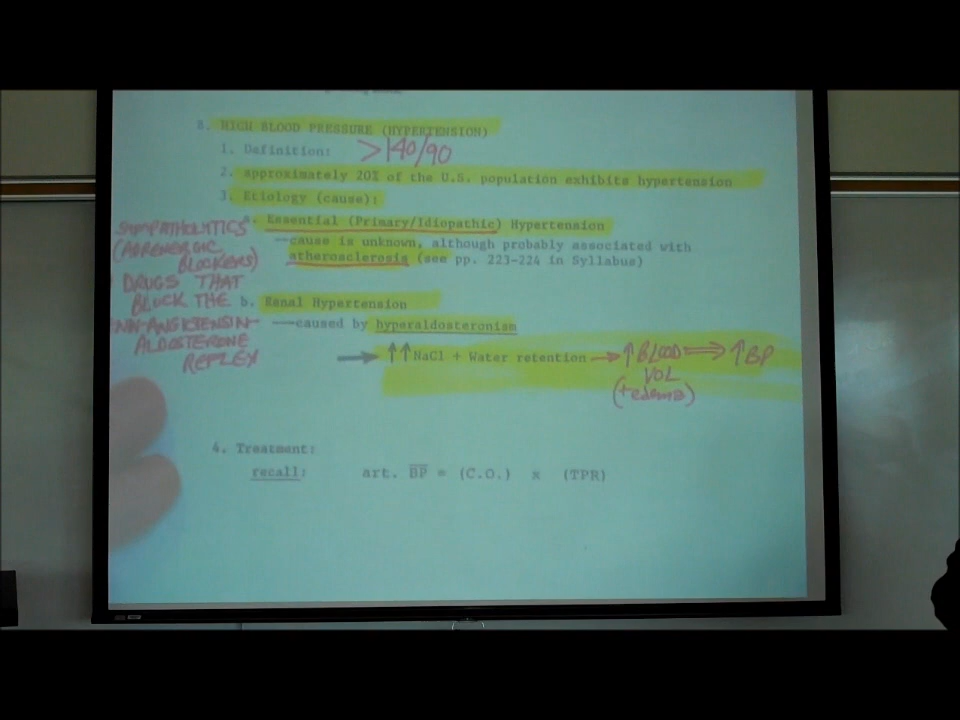 HIGH BLOOD PRESSURE (HYPERTENSION)
1. Definition: >140/90
2. approximately 20% of the U.S. population exhibits hypertension
3. Etiology (cause):
a. Essential (Primary/Idiopathic) Hypertension
—cause is unknown, although probably associated with
atherosclerosis (see pp. 223-224 in Syllabus)
SYMPATHOLYTICS
(ADRENERGIC
BLOCKERS)
DRUGS THAT
BLOCK THE
ALDOSTERONE
REFLEX
b. Renal Hypertension
—caused by hyperaldosteronism
→ ↑↑NaCl + Water retention → ↑BLOOD ⇒ ↑BP
VOL
(+edema)
4. Treatment:
recall: art. B̅P̅ = (C.O.) x (TPR)